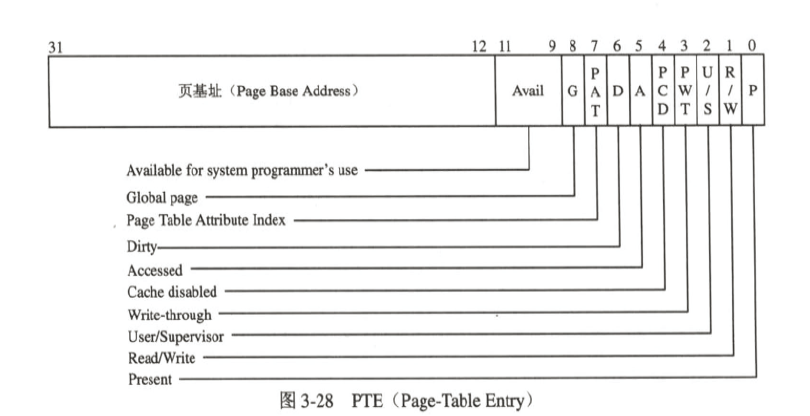 31 12 11 9 8 7 6 5 4 3 2 1 0
页基址（Page Base Address） Avail G PAT D A PCD PWT U/S R/W P
Available for system programmer's use
Global page
Page Table Attribute Index
Dirty
Accessed
Cache disabled
Write-through
User/Supervisor
Read/Write
Present
图 3-28 PTE（Page-Table Entry）